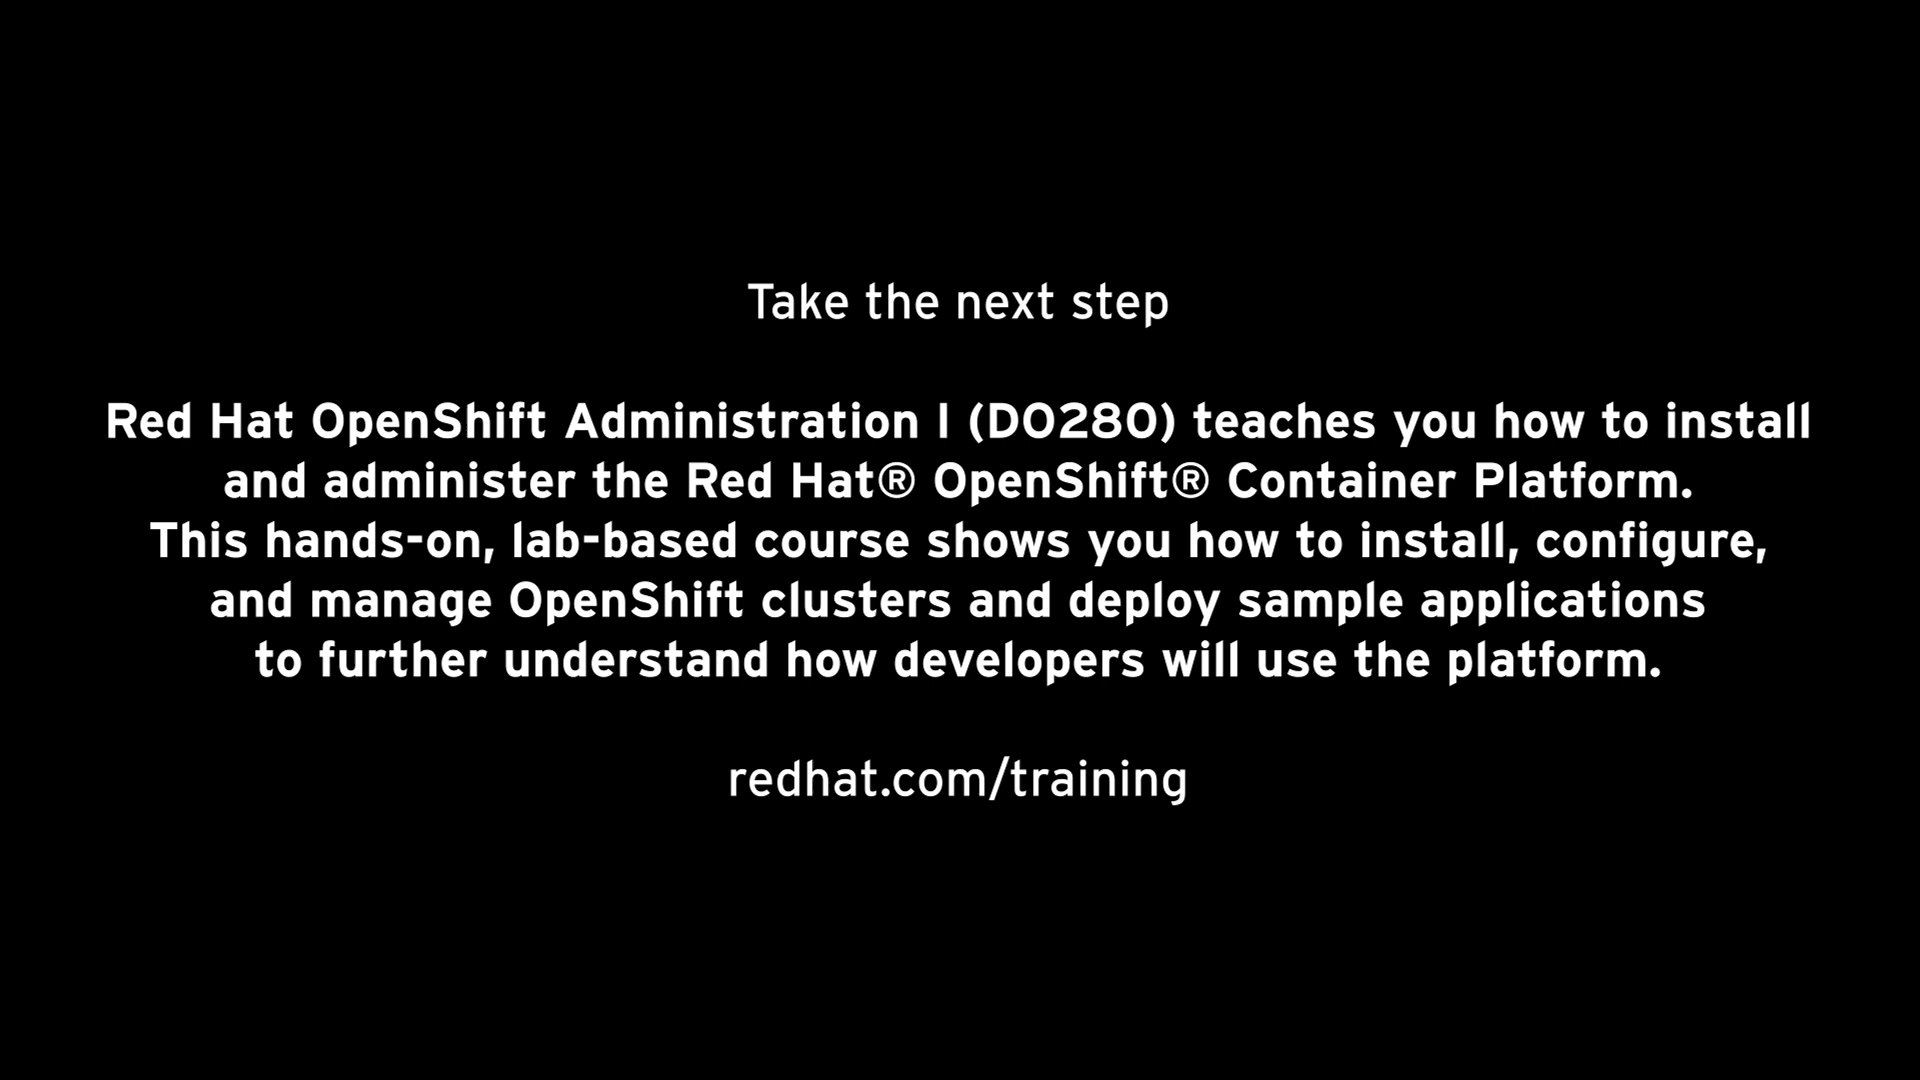 Take the next step
Red Hat OpenShift Administration I (DO280) teaches you how to install
and administer the Red Hat® OpenShift® Container Platform.
This hands-on, lab-based course shows you how to install, configure,
and manage OpenShift clusters and deploy sample applications
to further understand how developers will use the platform.
redhat.com/training